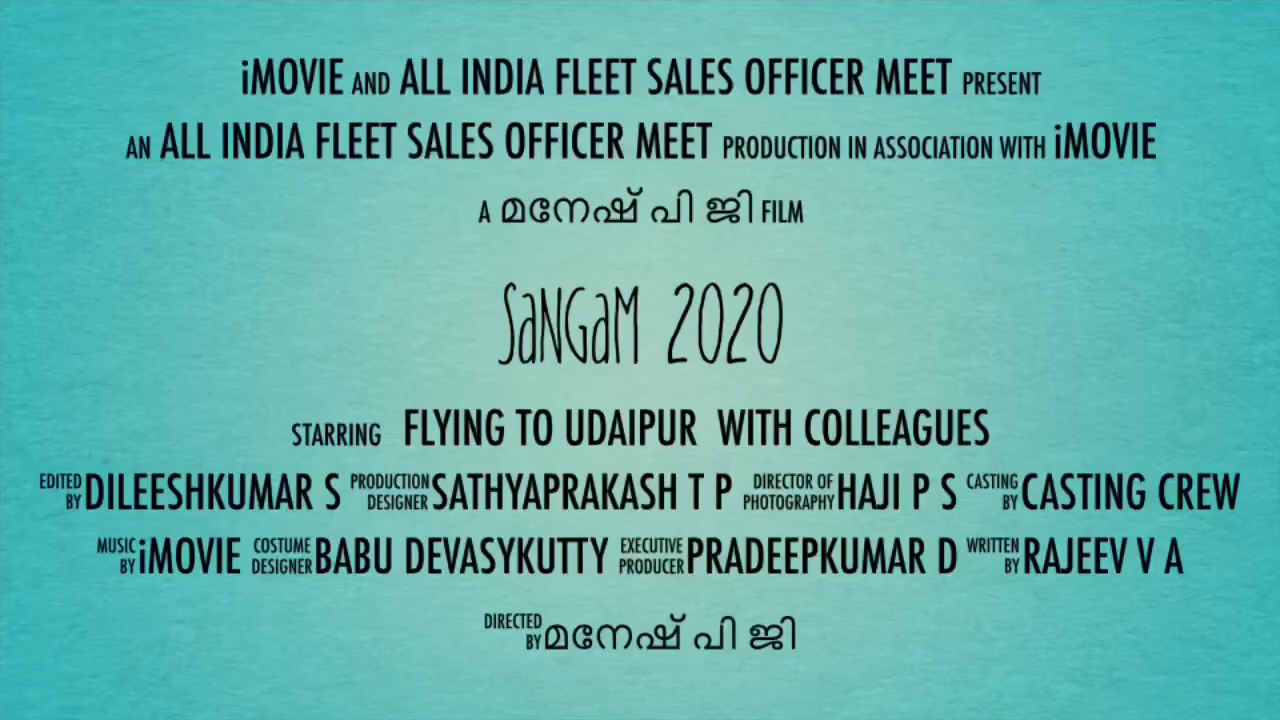 iMOVIE AND ALL INDIA FLEET SALES OFFICER MEET PRESENT
AN ALL INDIA FLEET SALES OFFICER MEET PRODUCTION IN ASSOCIATION WITH iMOVIE
A മനേഷ് പി ജി FILM
SaNGaM 2020
STARRING FLYING TO UDAIPUR WITH COLLEAGUES
EDITED BY DILEESHKUMAR S PRODUCTION DESIGNER SATHYAPRAKASH T P DIRECTOR OF PHOTOGRAPHY HAJI P S CASTING BY CASTING CREW
MUSIC BY iMOVIE COSTUME DESIGNER BABU DEVASYKUTTY EXECUTIVE PRODUCER PRADEEPKUMAR D WRITTEN BY RAJEEV V A
DIRECTED BY മനേഷ് പി ജി